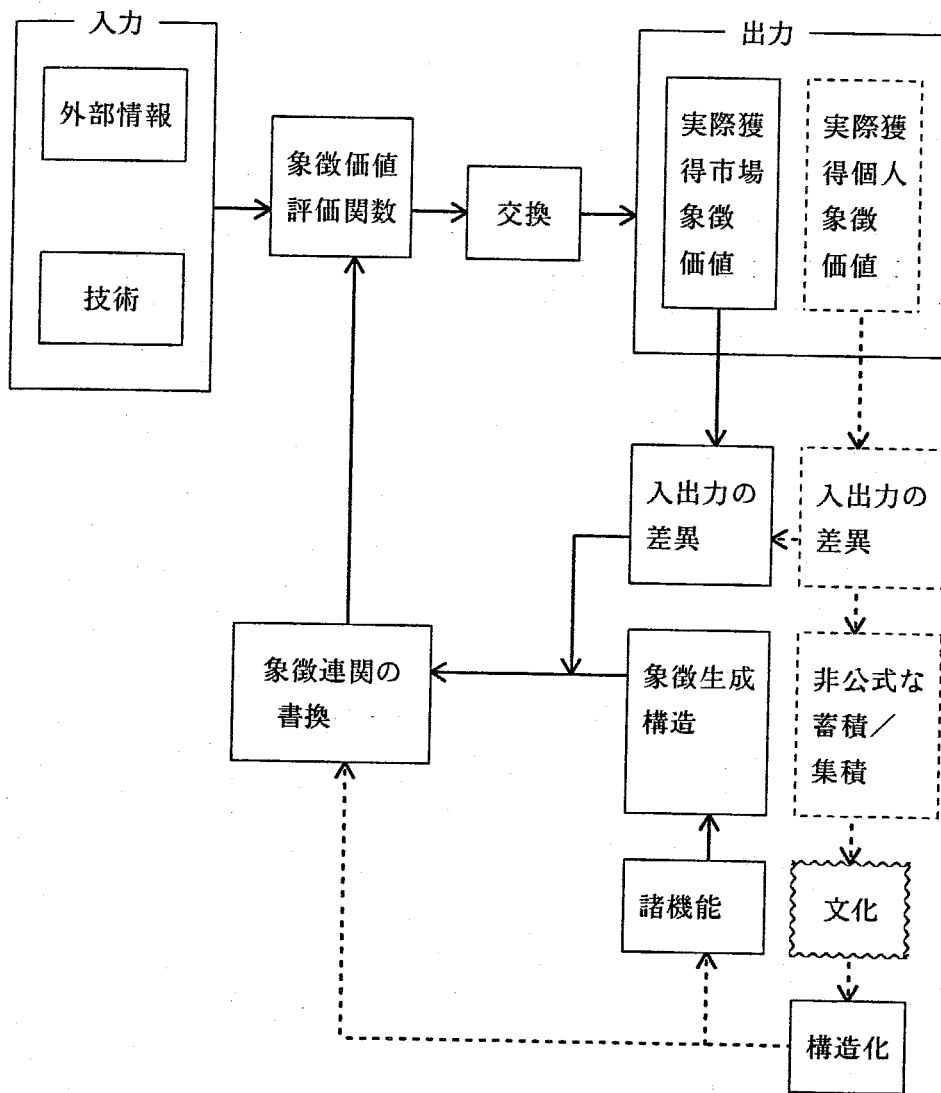 入力
外部情報
技術
象徴価値
評価関数
交換
出力
実際獲
得市場
象徴
価値
実際獲
得個人
象徴
価値
入出力の
差異
入出力の
差異
象徴連関の
書換
象徴生成
構造
非公式な
蓄積／
集積
諸機能
文化
構造化